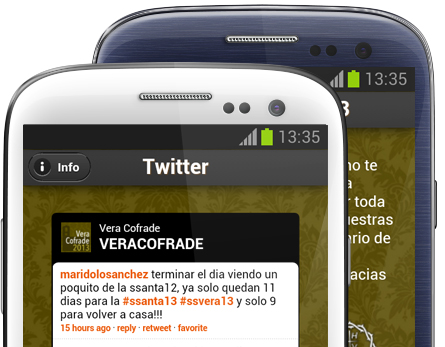 13:35
13:35
3
Info
Twitter
no te
a
r toda
uestras
rio de
acias
Vera
Cofrade
2013
Vera Cofrade
VERACOFRADE
maridolosanchez terminar el dia viendo un
poquito de la ssanta12, ya solo quedan 11
dias para la #ssanta13 #ssvera13 y solo 9
para volver a casa!!!
15 hours ago · reply · retweet · favorite